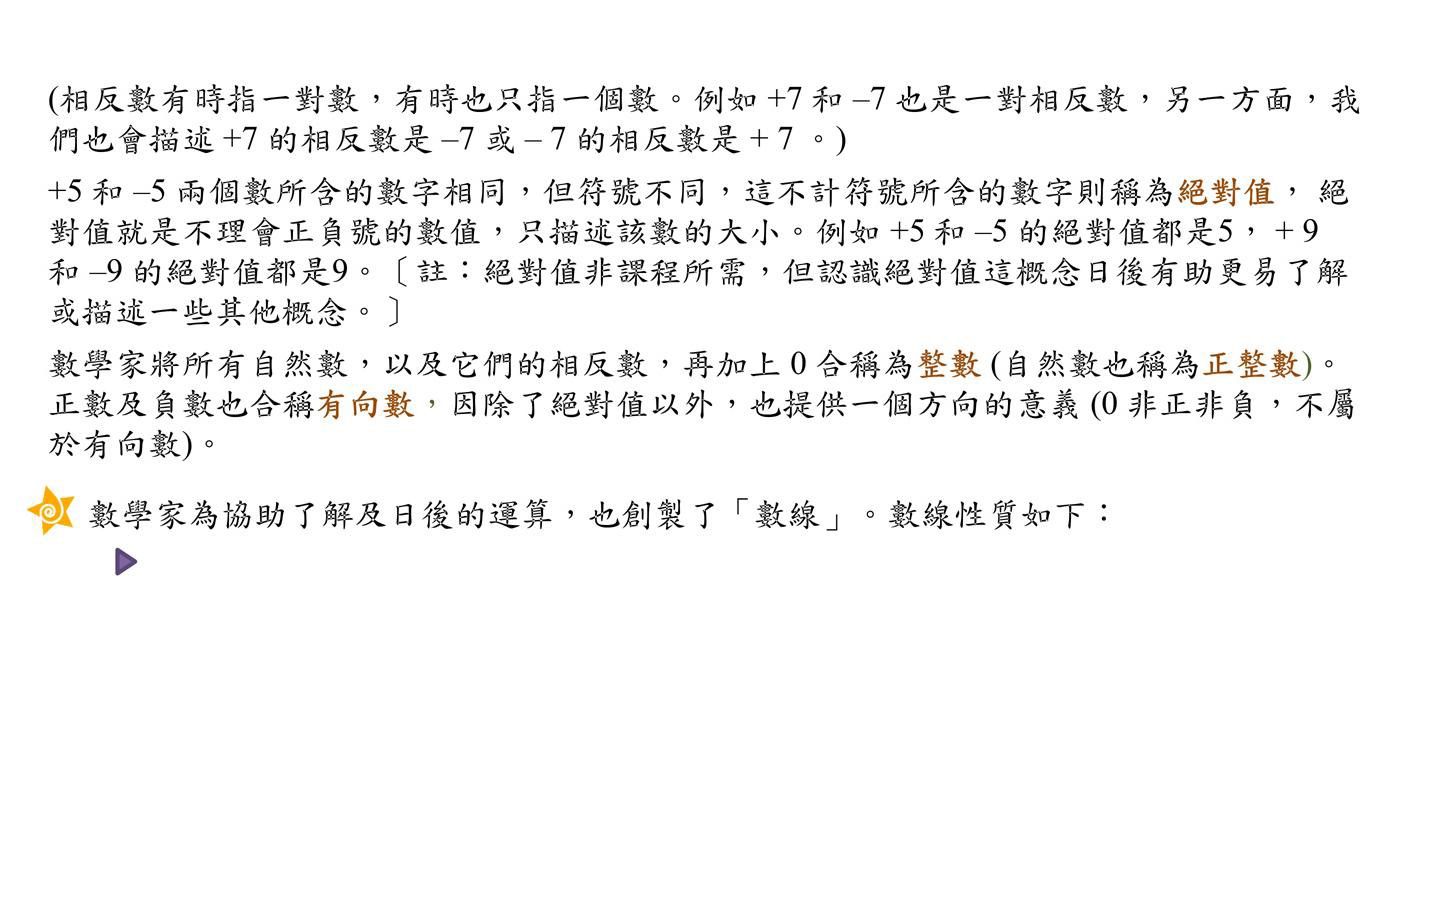 (相反數有時指一對數，有時也只指一個數。例如 +7 和 –7 也是一對相反數，另一方面，我
們也會描述 +7 的相反數是 –7 或 – 7 的相反數是 + 7 。)
+5 和 –5 兩個數所含的數字相同，但符號不同，這不計符號所含的數字則稱為絕對值， 絕
對值就是不理會正負號的數值，只描述該數的大小。例如 +5 和 –5 的絕對值都是5， + 9
和 –9 的絕對值都是9。〔 註：絕對值非課程所需，但認識絕對值這概念日後有助更易了解
或描述一些其他概念。 〕
數學家將所有自然數，以及它們的相反數，再加上 0 合稱為整數 (自然數也稱為正整數)。
正數及負數也合稱有向數，因除了絕對值以外，也提供一個方向的意義 (0 非正非負，不屬
於有向數)。
數學家為協助了解及日後的運算，也創製了「數線」。數線性質如下：